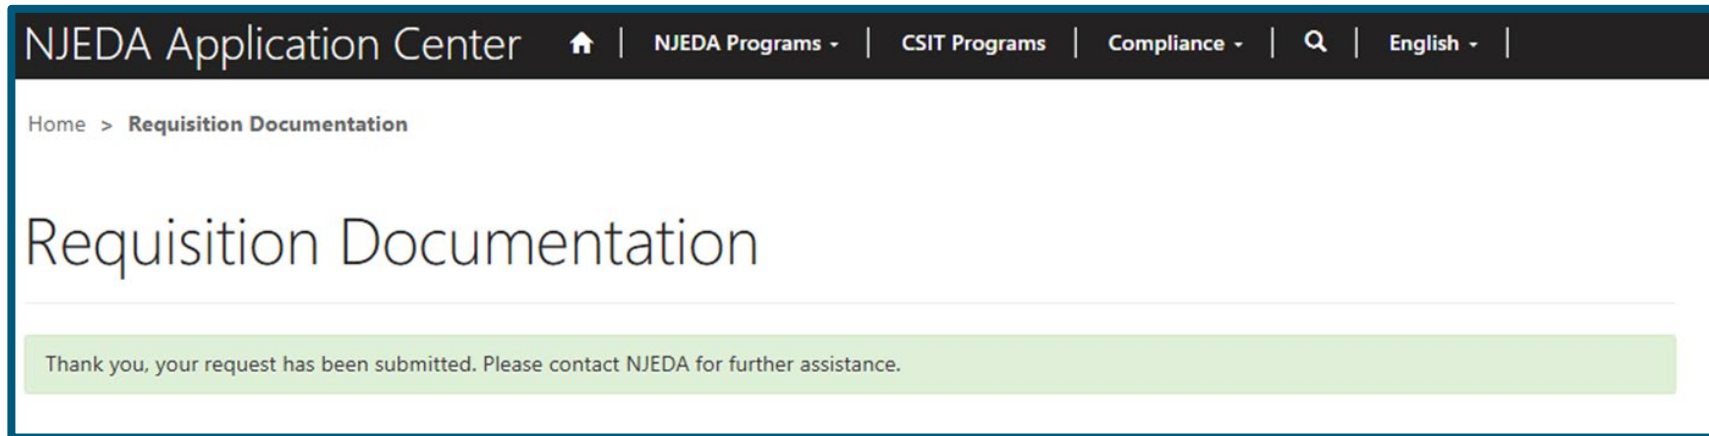 NJEDA Application Center | NJEDA Programs | CSIT Programs | Compliance | | English |
Home > Requisition Documentation
Requisition Documentation
Thank you, your request has been submitted. Please contact NJEDA for further assistance.